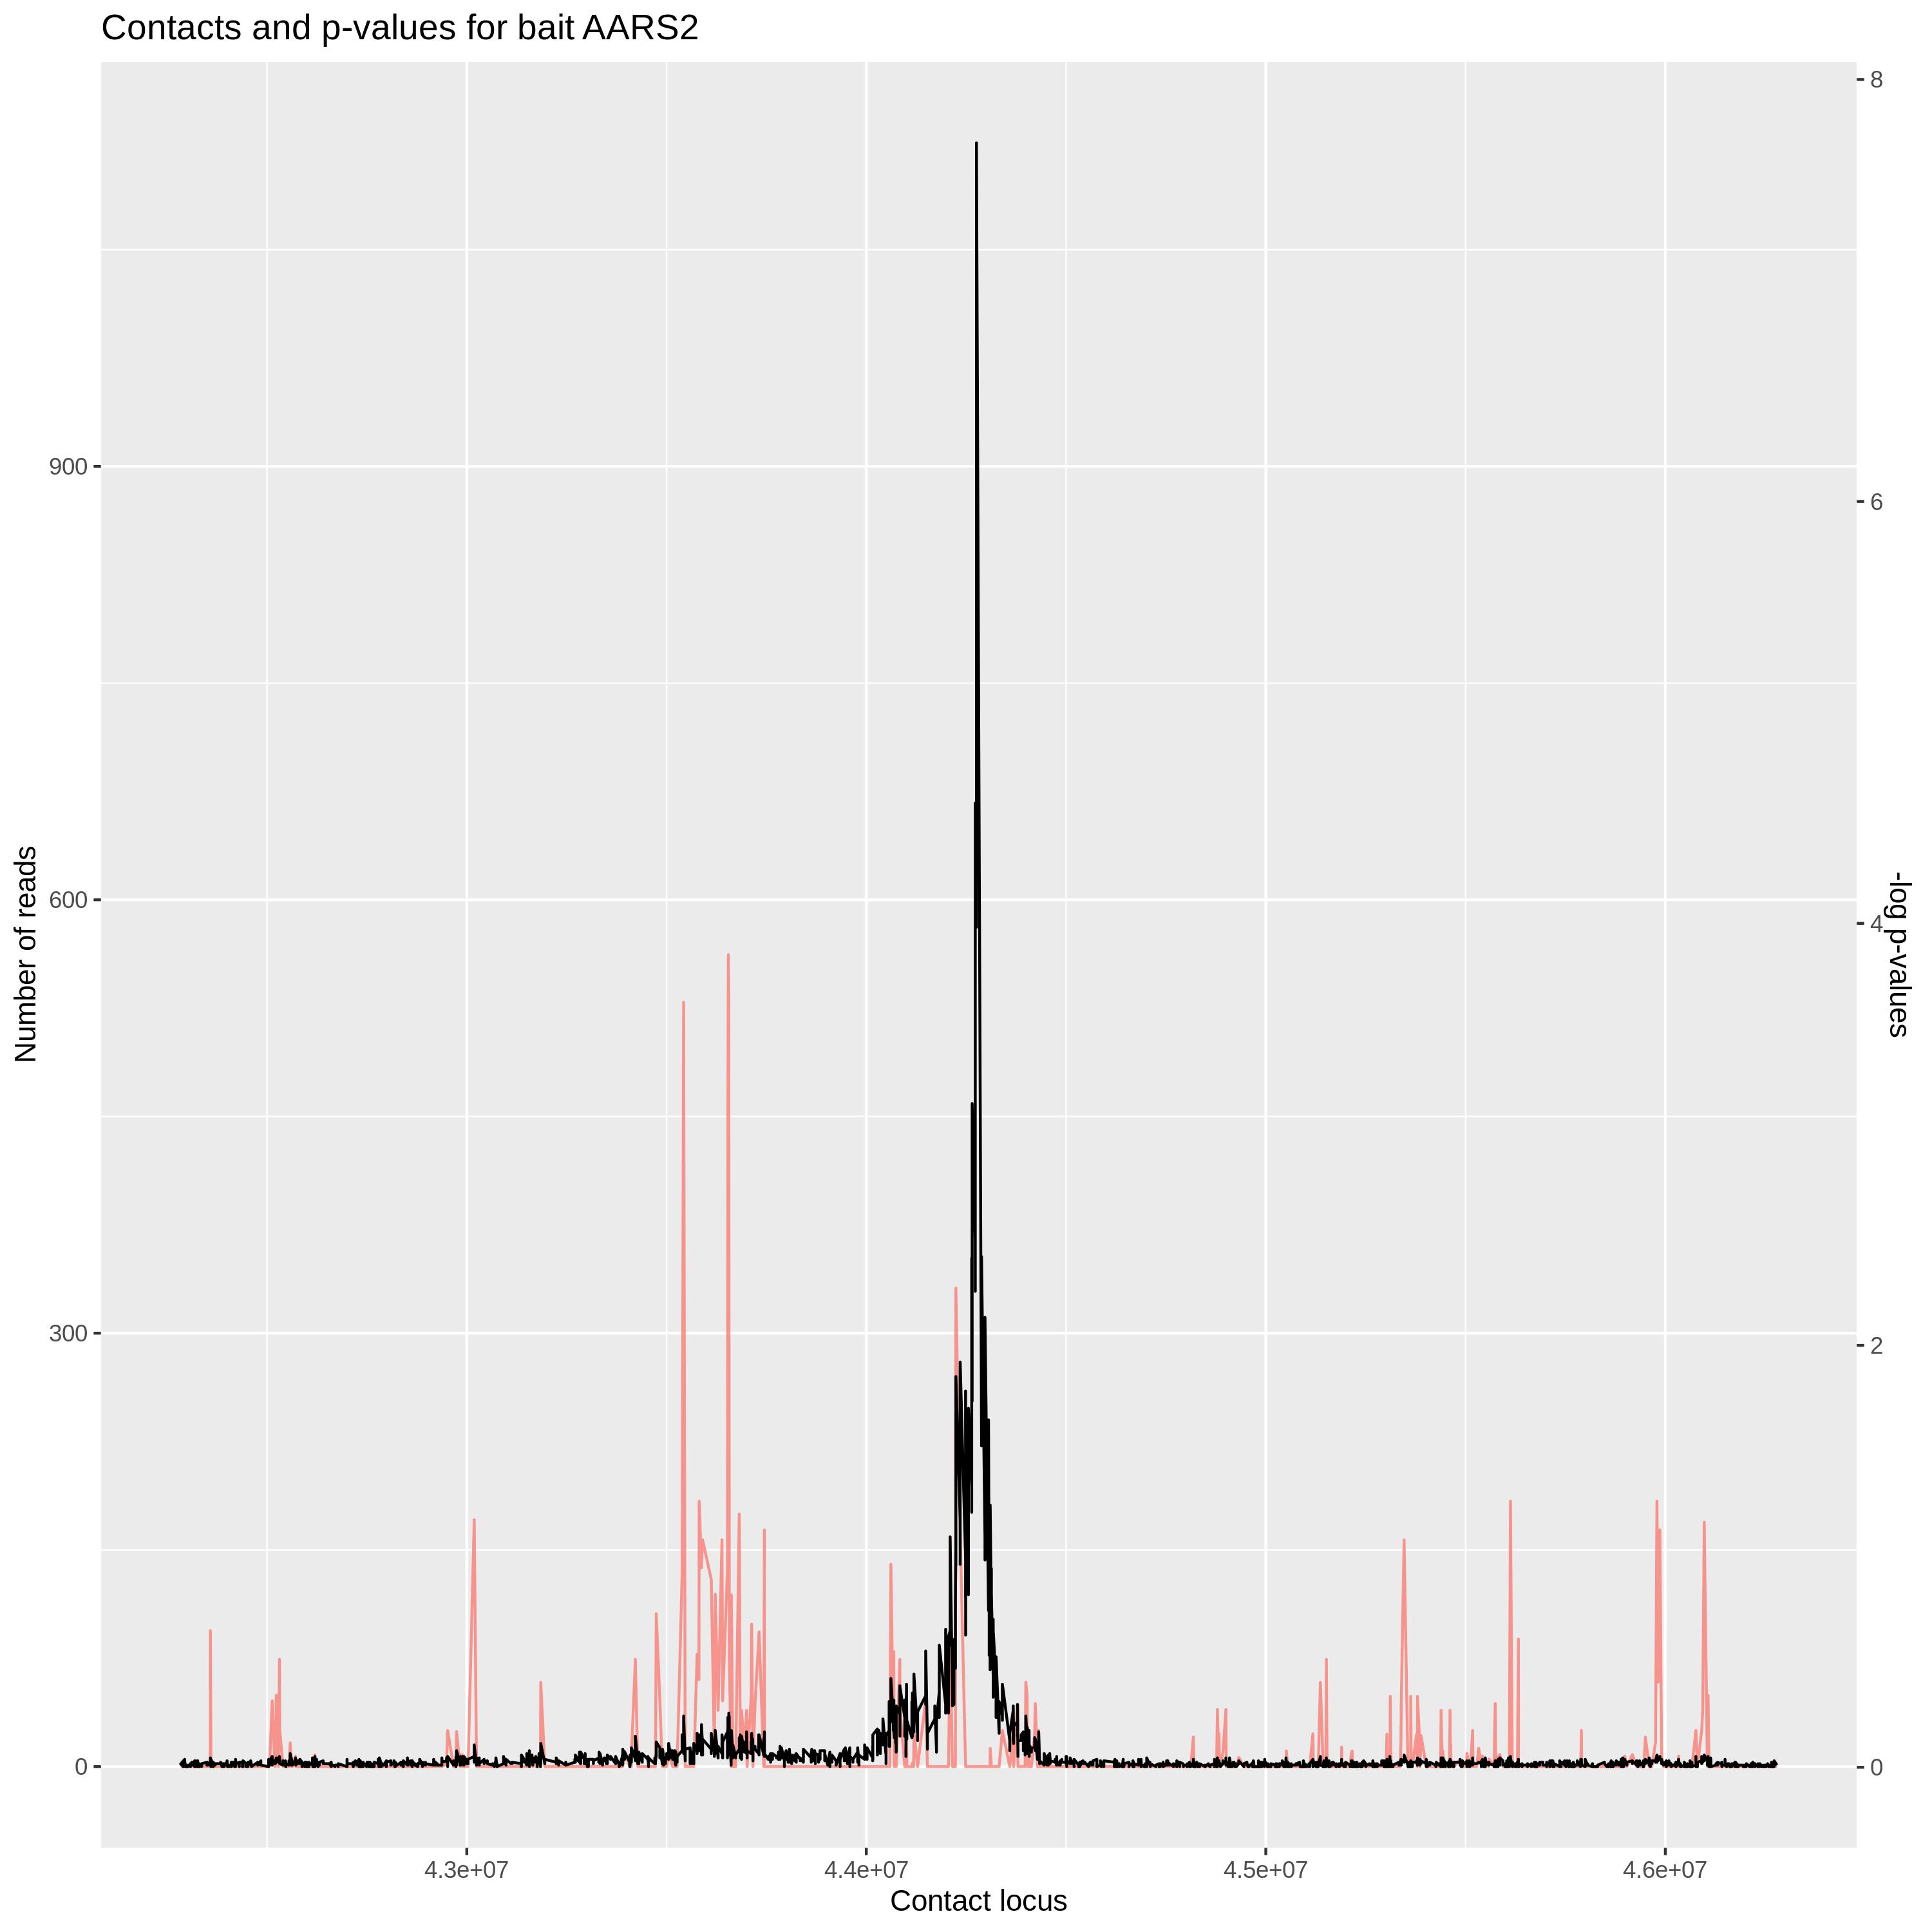 Contacts and p-values for bait AARS2
Number of reads
900
600
300
0
8
6
4
2
0
-log p-values
4.3e+07
4.4e+07
4.5e+07
4.6e+07
Contact locus